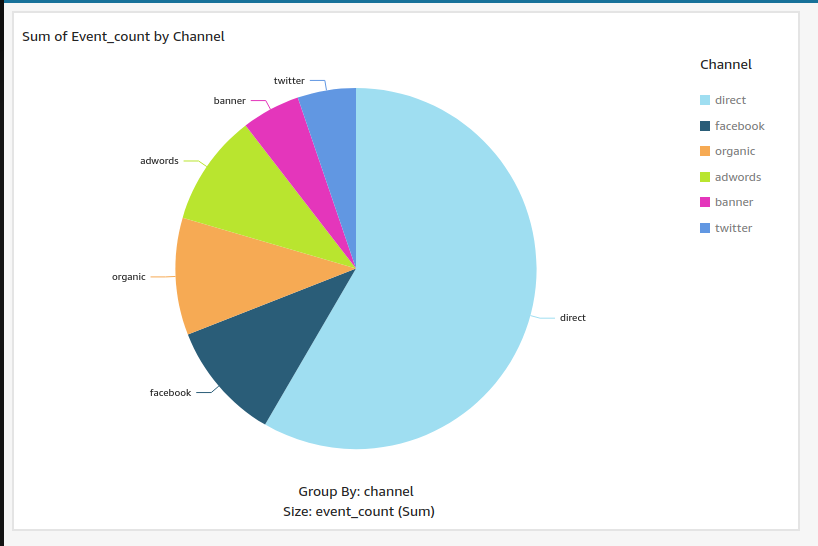 Sum of Event_count by Channel
Channel
direct
facebook
organic
adwords
banner
twitter
twitter
banner
adwords
organic
facebook
direct
Group By: channel
Size: event_count (Sum)